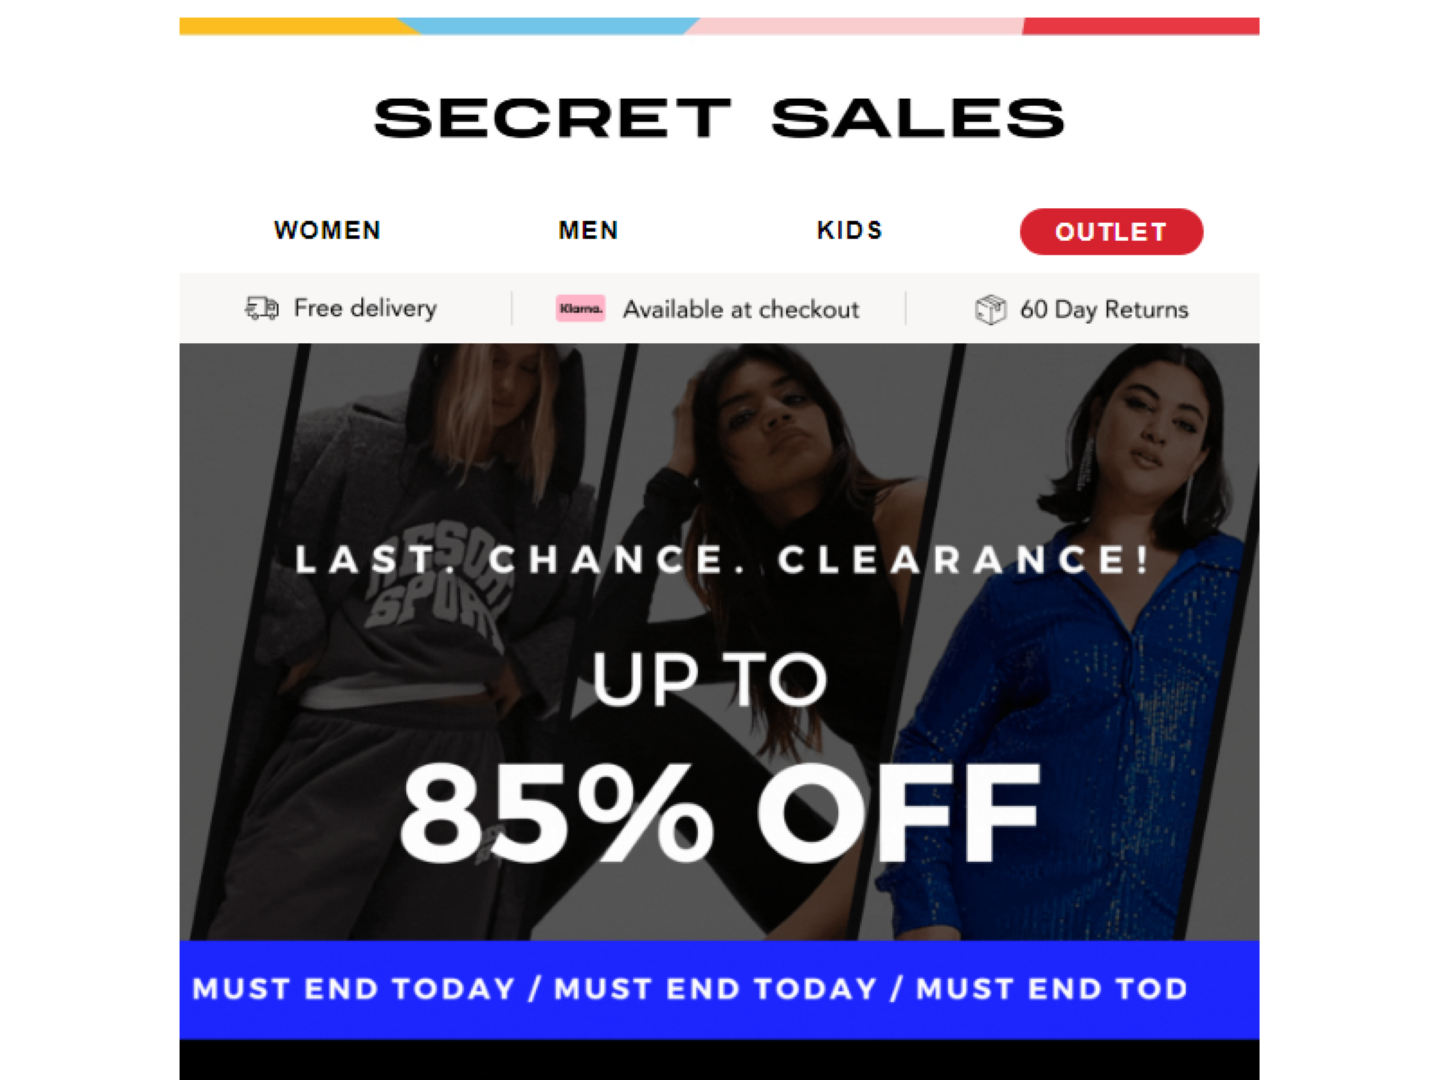 SECRET SALES
WOMEN MEN KIDS OUTLET
Free delivery Klarna. Available at checkout 60 Day Returns
LAST. CHANCE. CLEARANCE!
UP TO
85% OFF
MUST END TODAY / MUST END TODAY / MUST END TOD